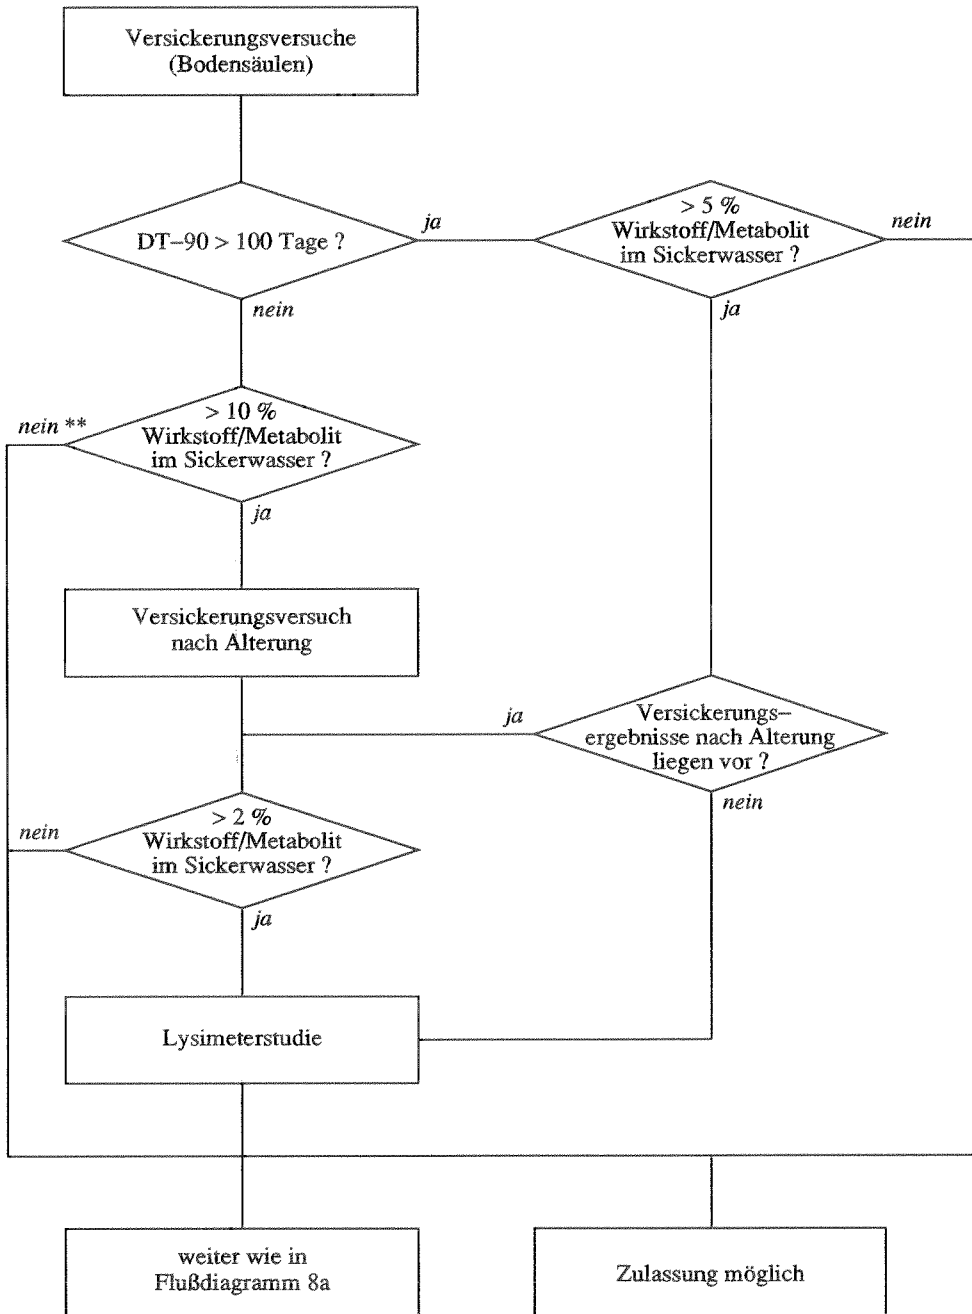 Versickerungsversuche
(Bodensäulen)
DT–90 > 100 Tage ?
ja
nein
> 5 %
Wirkstoff/Metabolit
im Sickerwasser ?
nein
ja
nein **
> 10 %
Wirkstoff/Metabolit
im Sickerwasser ?
ja
Versickerungsversuch
nach Alterung
ja
Versickerungs–
ergebnisse nach Alterung
liegen vor ?
nein
nein
> 2 %
Wirkstoff/Metabolit
im Sickerwasser ?
ja
Lysimeterstudie
weiter wie in
Flußdiagramm 8a
Zulassung möglich